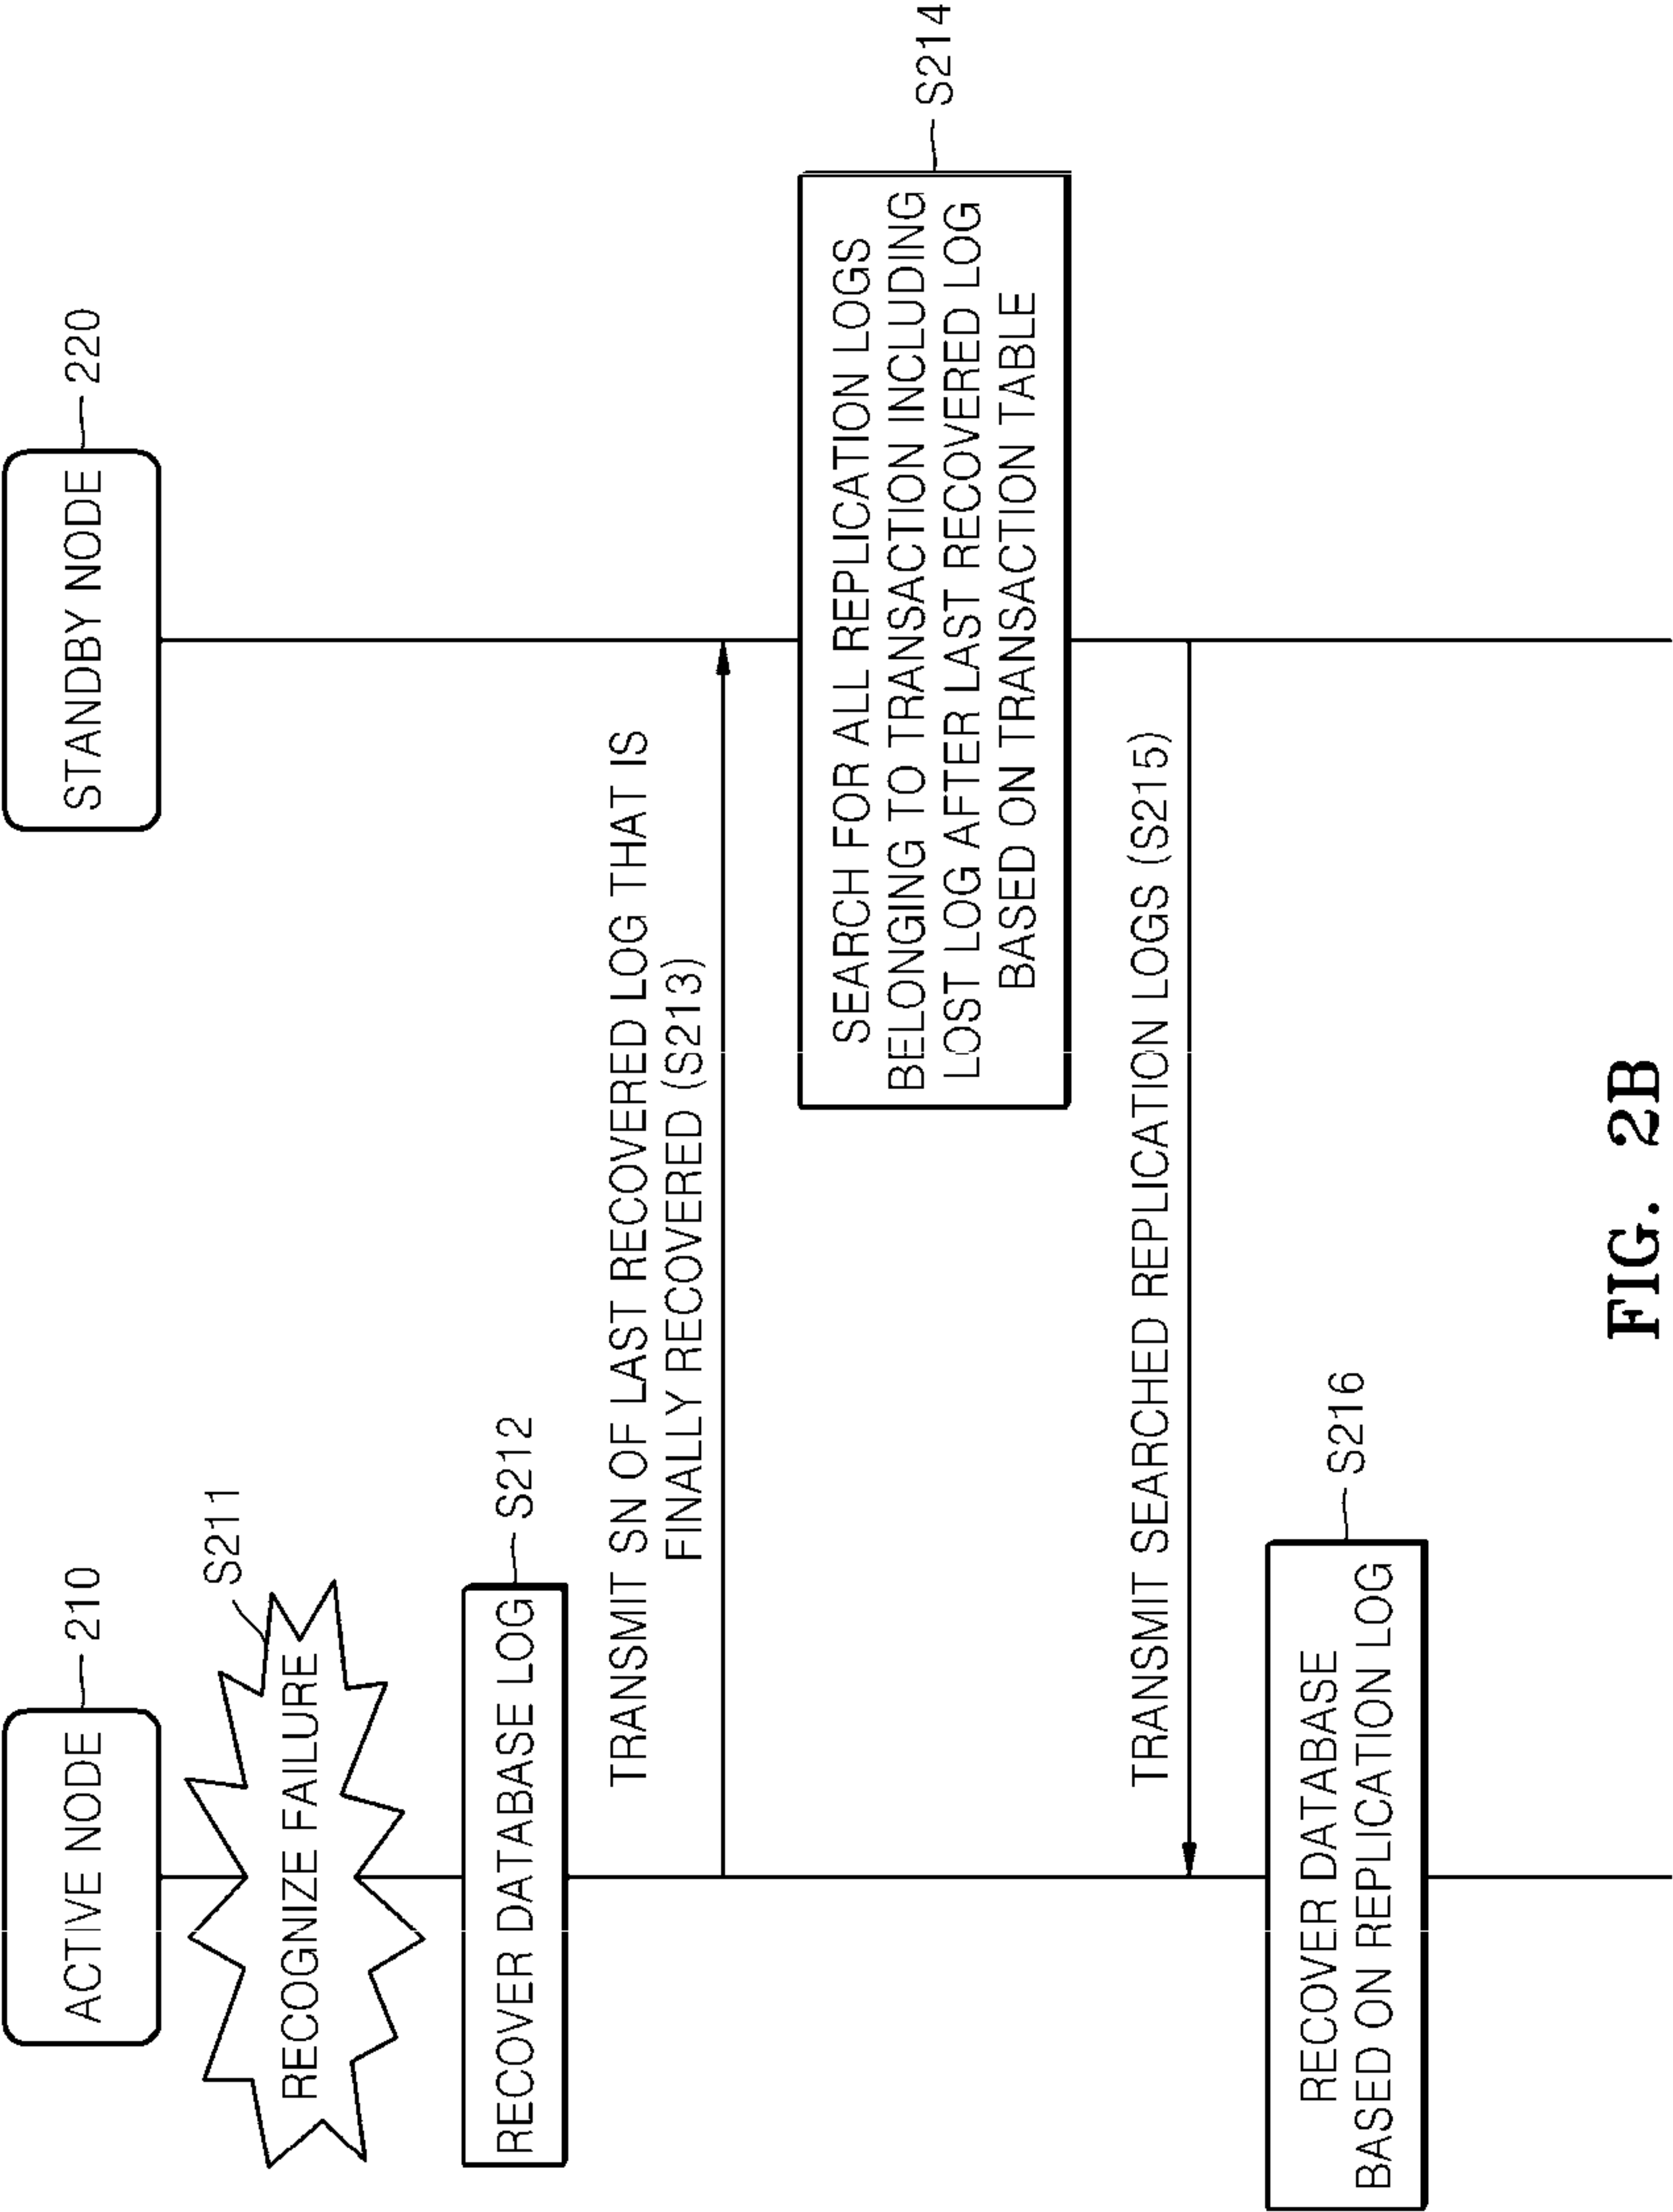 ACTIVE NODE
210
STANDBY NODE
220
RECOGNIZE FAILURE
S211
RECOVER DATABASE LOG
S212
TRANSMIT SN OF LAST RECOVERED LOG THAT IS
FINALLY RECOVERED (S213)
SEARCH FOR ALL REPLICATION LOGS
BELONGING TO TRANSACTION INCLUDING
LOST LOG AFTER LAST RECOVERED LOG
BASED ON TRANSACTION TABLE
S214
TRANSMIT SEARCHED REPLICATION LOGS (S215)
RECOVER DATABASE
BASED ON REPLICATION LOG
S216
FIG. 2B